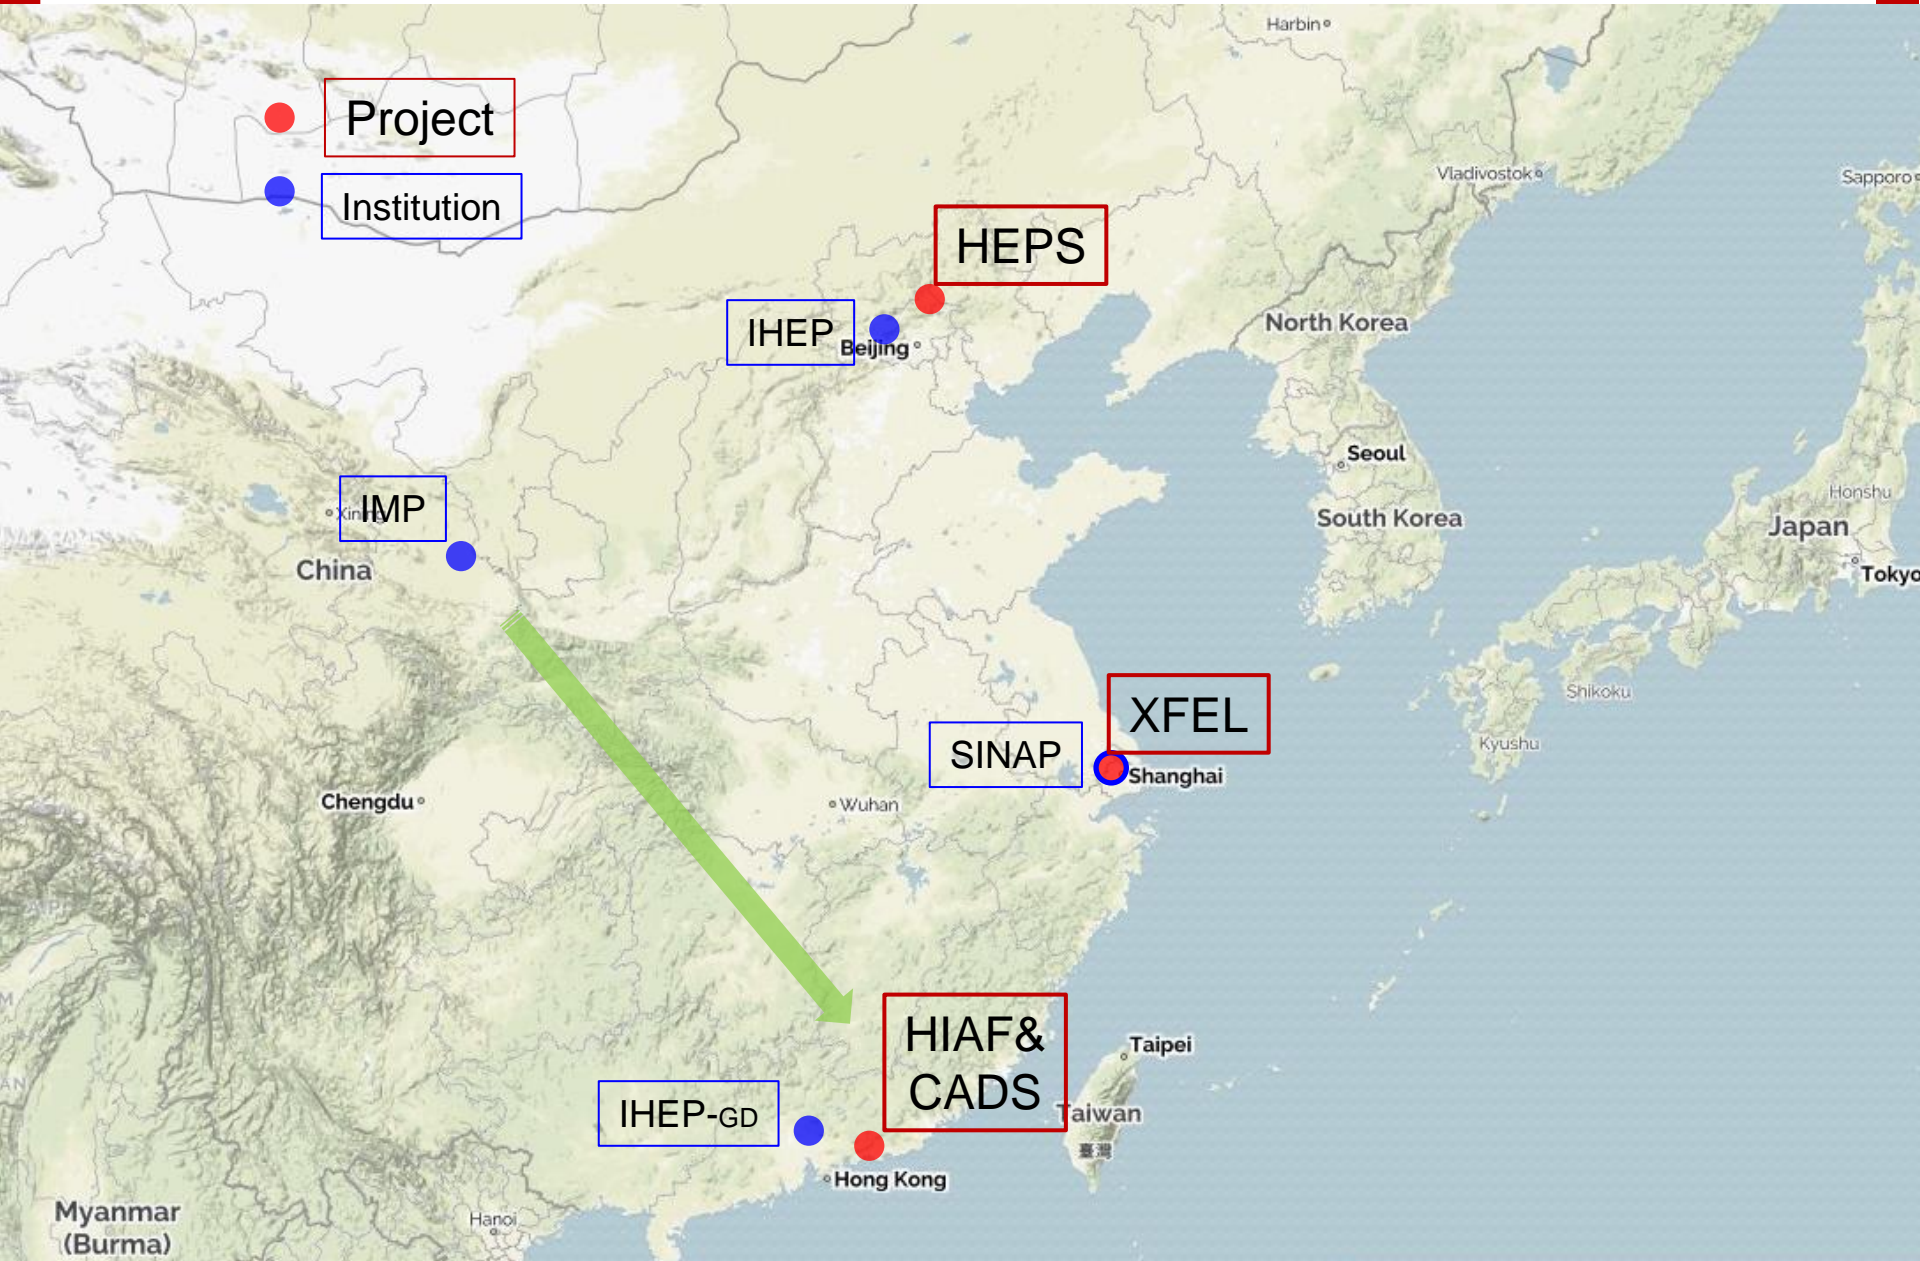 Harbin
Project
Vladivostok
Sapporo
Institution
HEPS
North Korea
IHEP
Beijing
Seoul
Honshu
IMP
South Korea
Japan
China
Tokyo
Shikoku
XFEL
Kyushu
SINAP
Shanghai
Chengdu
Wuhan
HIAF&
CADS
Taipei
IHEP-GD
Taiwan
臺灣
Hong Kong
Myanmar
(Burma)
Hanoi